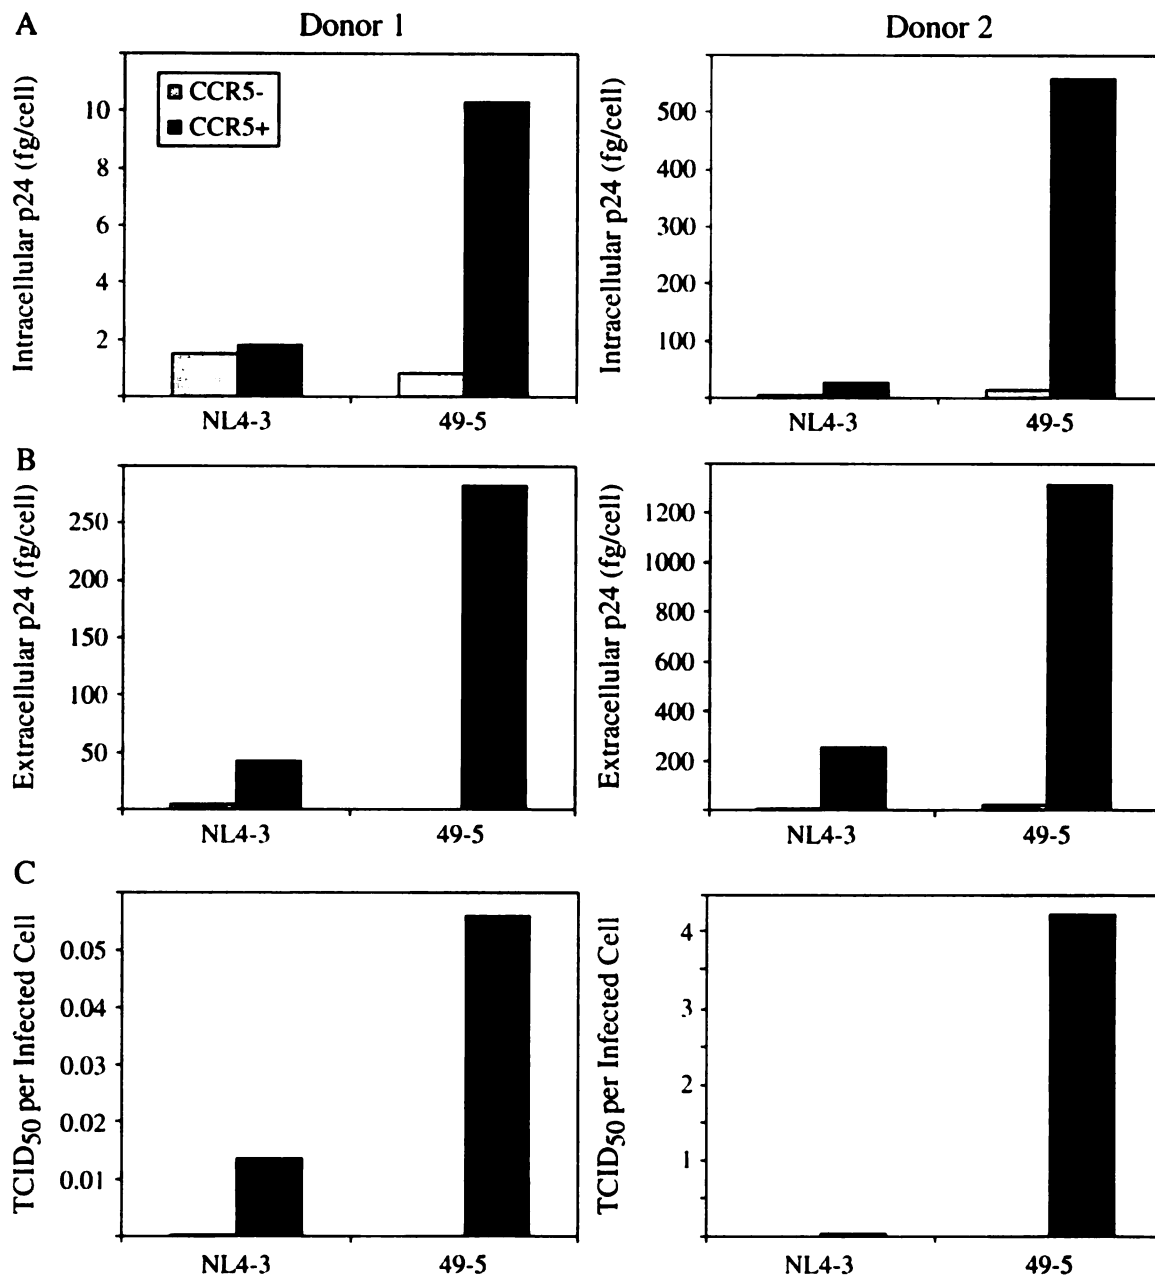 A
Donor 1
Donor 2
Intracellular p24 (fg/cell)
10
8
6
4
2
CCR5-
CCR5+
NL4-3
49-5
Intracellular p24 (fg/cell)
500
400
300
200
100
NL4-3
49-5
B
Extracellular p24 (fg/cell)
250
200
150
100
50
NL4-3
49-5
Extracellular p24 (fg/cell)
1200
1000
800
600
400
200
NL4-3
49-5
C
TCID50 per Infected Cell
0.05
0.04
0.03
0.02
0.01
NL4-3
49-5
TCID50 per Infected Cell
4
3
2
1
NL4-3
49-5